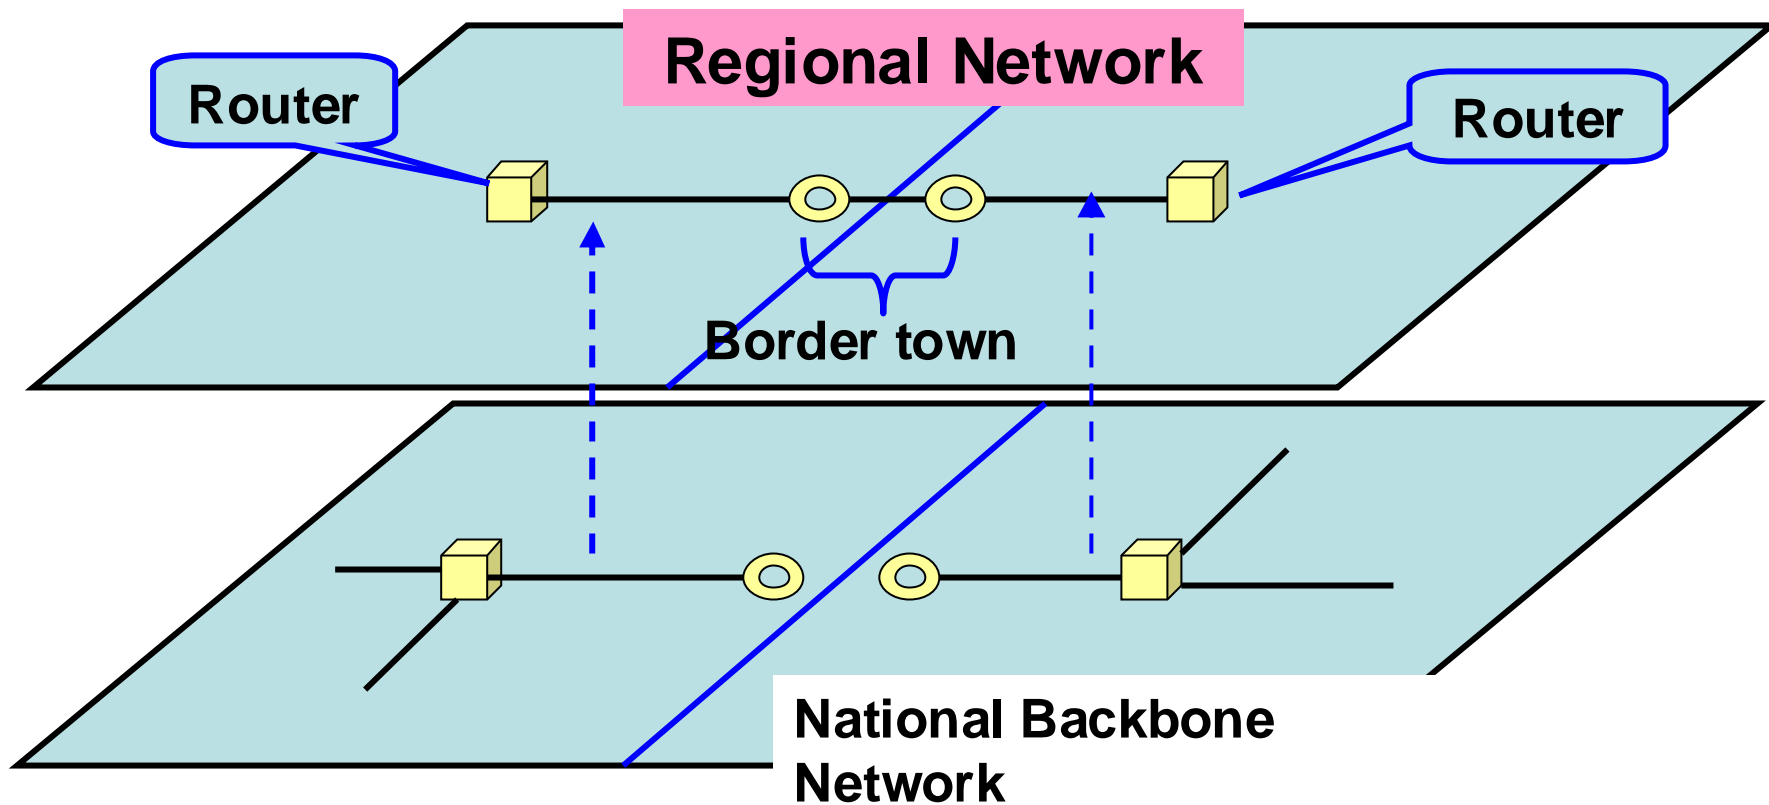 Regional Network
Router
Router
Border town
National Backbone
Network